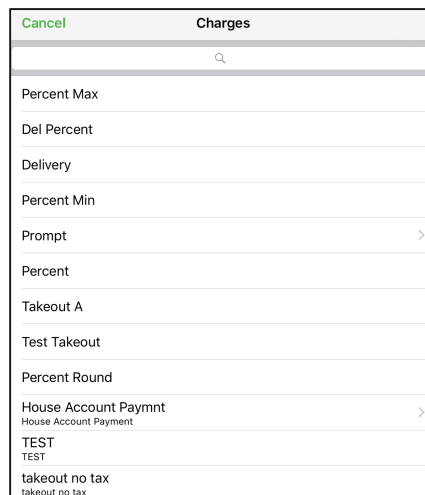 Cancel Charges
Percent Max
Del Percent
Delivery
Percent Min
Prompt
Percent
Takeout A
Test Takeout
Percent Round
House Account Paymnt
House Account Payment
TEST
TEST
takeout no tax
takeout no tax